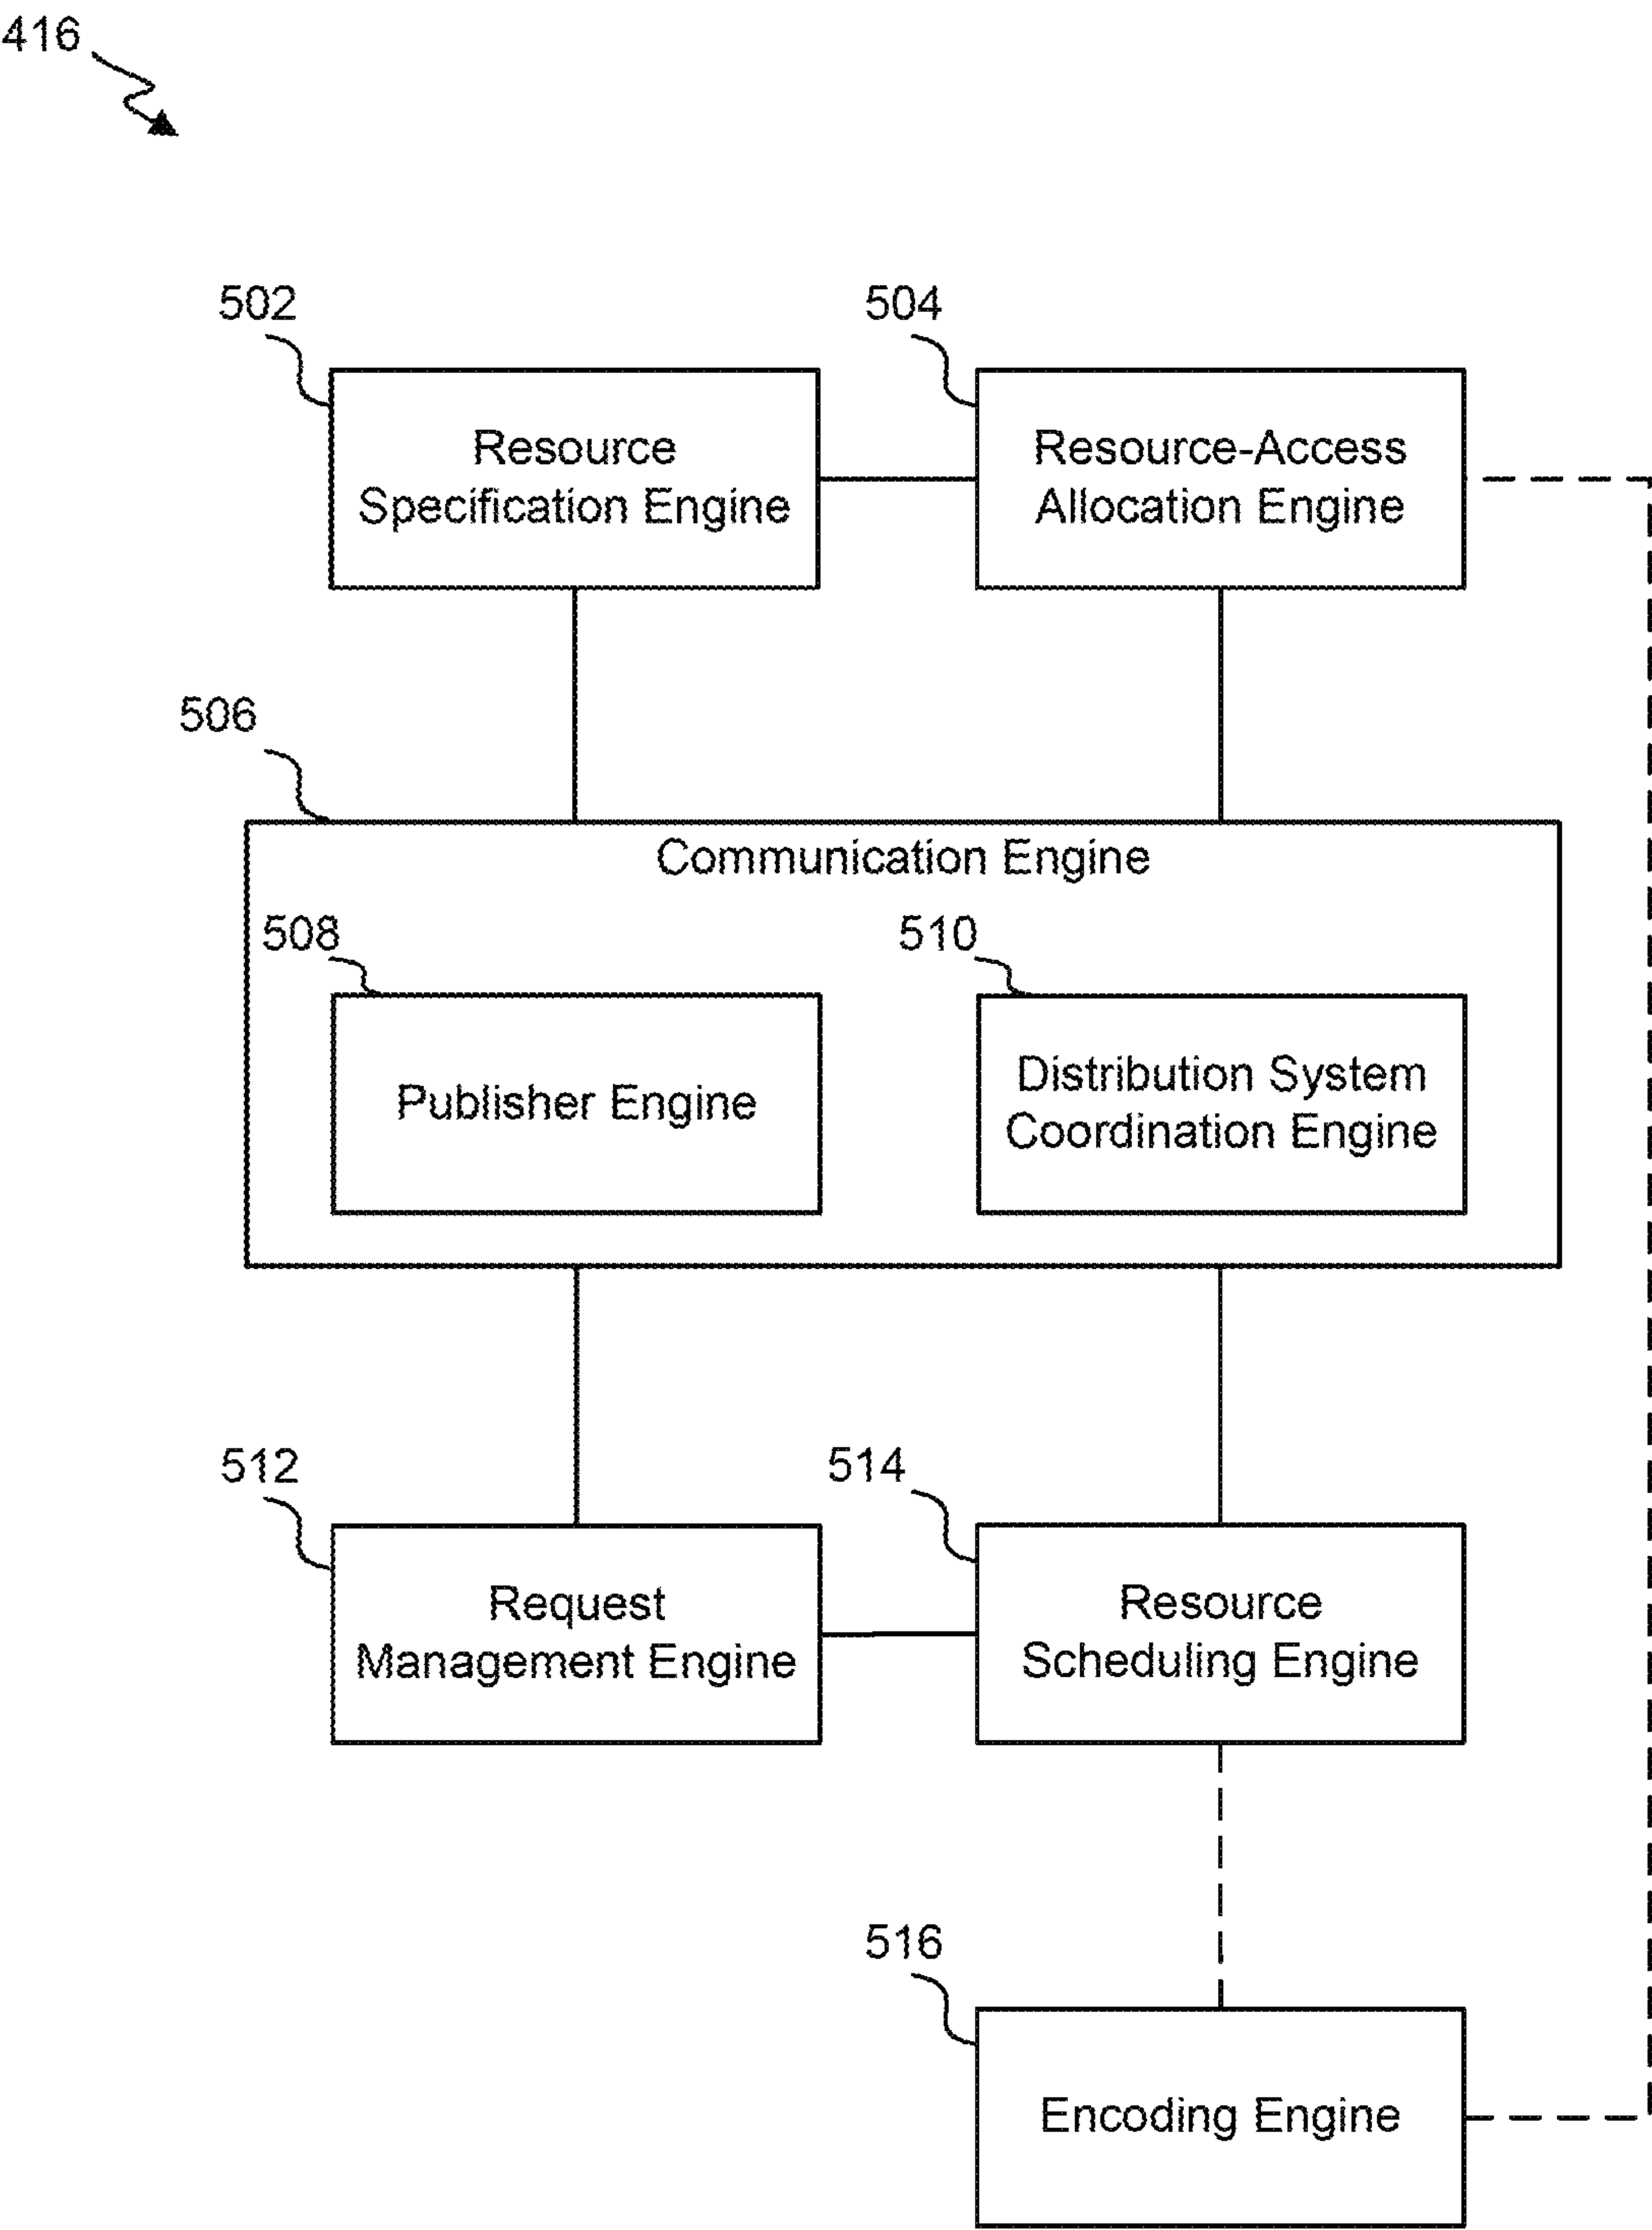 416
502
504
Resource
Specification Engine
Resource-Access
Allocation Engine
506
Communication Engine
508
510
Publisher Engine
Distribution System
Coordination Engine
512
514
Request
Management Engine
Resource
Scheduling Engine
516
Encoding Engine